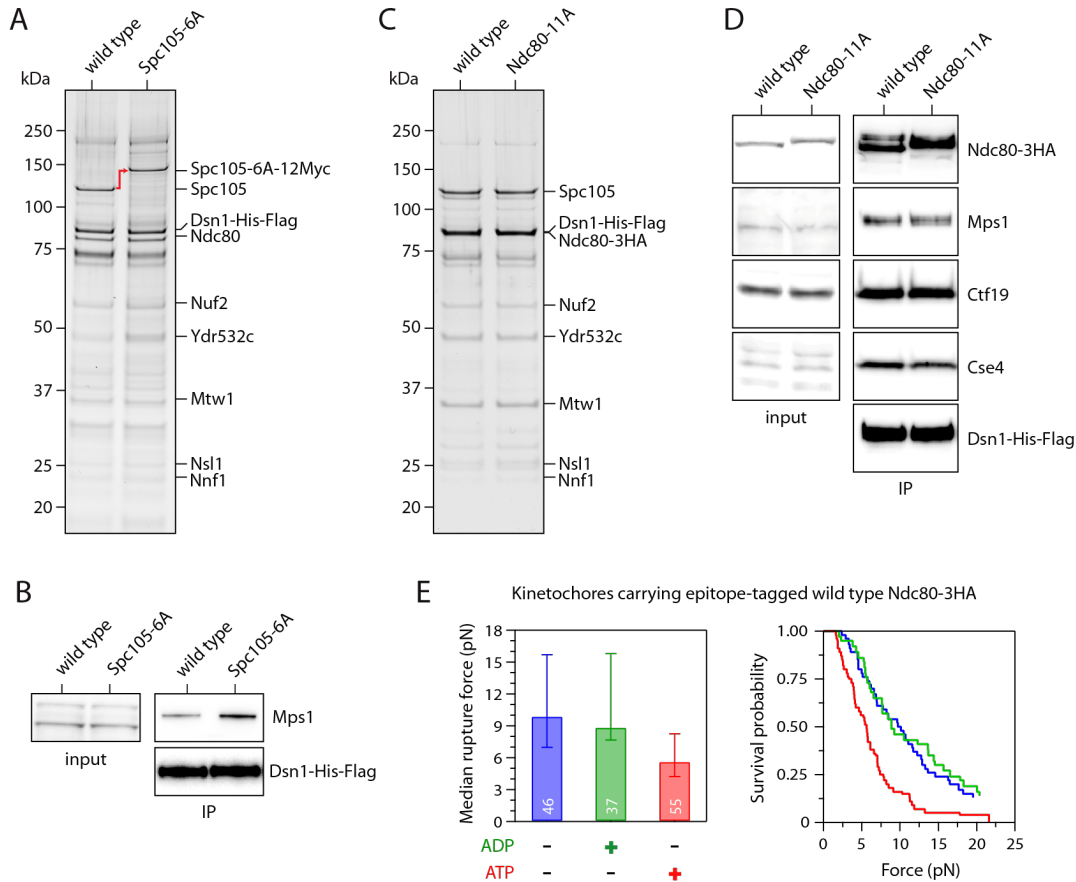 A
wild type
Spc105-6A
kDa
250
150
100
75
50
37
25
20
Spc105-6A-12Myc
Spc105
Dsn1-His-Flag
Ndc80
Nuf2
Ydr532c
Mtw1
Nsl1
Nnf1
B
wild type
Spc105-6A
wild type
Spc105-6A
Mps1
input
Dsn1-His-Flag
IP
C
wild type
Ndc80-11A
kDa
250
150
100
75
50
37
25
20
Spc105
Dsn1-His-Flag
Ndc80-3HA
Nuf2
Ydr532c
Mtw1
Nsl1
Nnf1
D
wild type
Ndc80-11A
wild type
Ndc80-11A
Ndc80-3HA
Mps1
Ctf19
Cse4
input
Dsn1-His-Flag
IP
E
Kinetochores carrying epitope-tagged wild type Ndc80-3HA
Median rupture force (pN)
18
15
12
9
6
3
0
46
37
55
ADP - + -
ATP - - +
Survival probability
1.00
0.75
0.50
0.25
0
0 5 10 15 20 25
Force (pN)